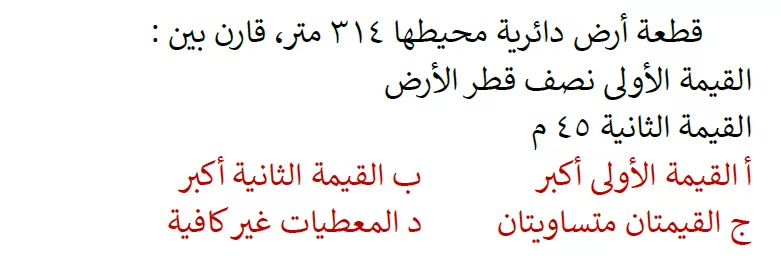 قطعة أرض دائرية محيطها ٣١٤ متر، قارن بين :
القيمة الأولى نصف قطر الأرض
القيمة الثانية ٤٥ م
أ القيمة الأولى أكبر ب القيمة الثانية أكبر
ج القيمتان متساويتان د المعطيات غير كافية